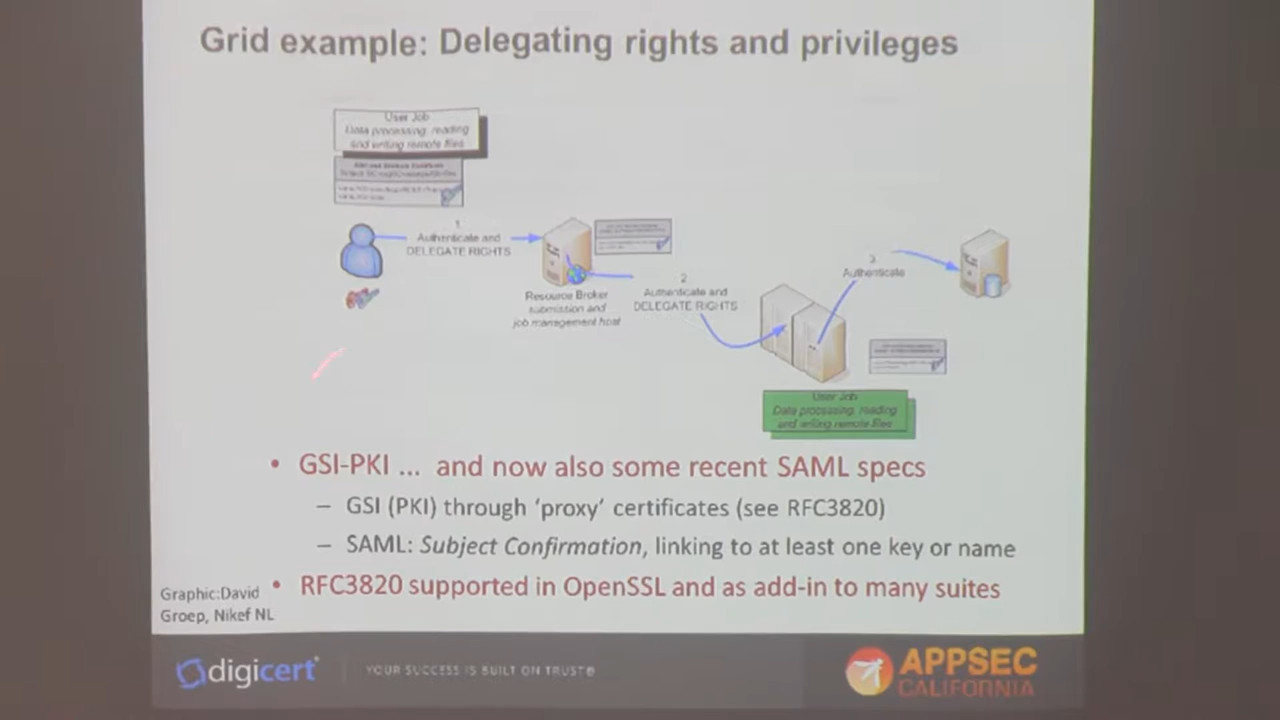 Grid example: Delegating rights and privileges
User Job
Data processing, reading
and writing remote files
1.
Authenticate and
DELEGATE RIGHTS
Resource Broker
submission and
job management host
2.
Authenticate and
DELEGATE RIGHTS
3.
Authenticate
User Job
Data processing, reading
and writing remote files
• GSI-PKI ... and now also some recent SAML specs
– GSI (PKI) through ‘proxy’ certificates (see RFC3820)
– SAML: Subject Confirmation, linking to at least one key or name
• RFC3820 supported in OpenSSL and as add-in to many suites
Graphic:David
Groep, Nikef NL
digicert
YOUR SUCCESS IS BUILT ON TRUST®
APPSEC
CALIFORNIA